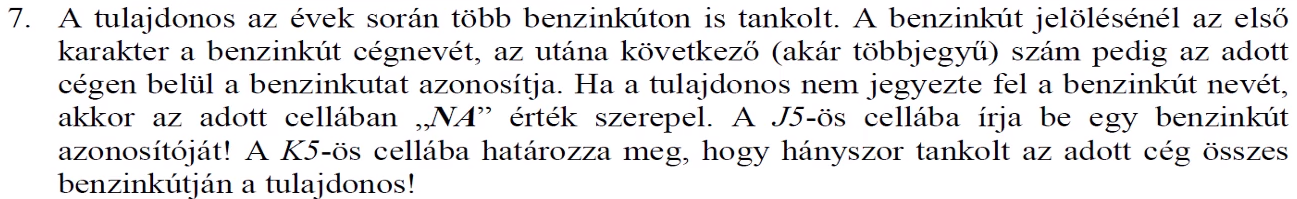 7. A tulajdonos az évek során több benzinkúton is tankolt. A benzinkút jelölésénél az első
karakter a benzinkút cégnevét, az utána következő (akár többjegyű) szám pedig az adott
cégen belül a benzinkutat azonosítja. Ha a tulajdonos nem jegyezte fel a benzinkút nevét,
akkor az adott cellában „NA” érték szerepel. A J5-ös cellába írja be egy benzinkút
azonosítóját! A K5-ös cellába határozza meg, hogy hányszor tankolt az adott cég összes
benzinkútján a tulajdonos!